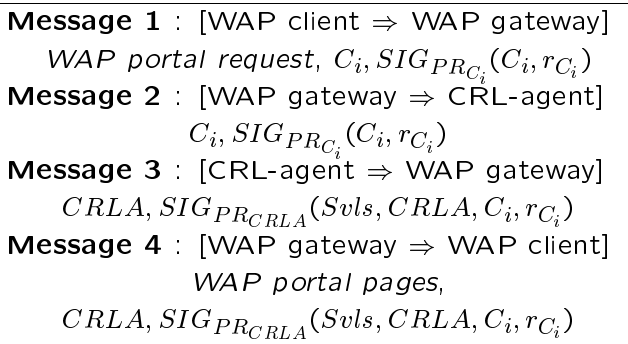 Message 1 : [WAP client ⇒ WAP gateway]
WAP portal request, C_i, SIG_{PR_{C_i}}(C_i, r_{C_i})
Message 2 : [WAP gateway ⇒ CRL-agent]
C_i, SIG_{PR_{C_i}}(C_i, r_{C_i})
Message 3 : [CRL-agent ⇒ WAP gateway]
CRLA, SIG_{PR_{CRLA}}(Svls, CRLA, C_i, r_{C_i})
Message 4 : [WAP gateway ⇒ WAP client]
WAP portal pages,
CRLA, SIG_{PR_{CRLA}}(Svls, CRLA, C_i, r_{C_i})